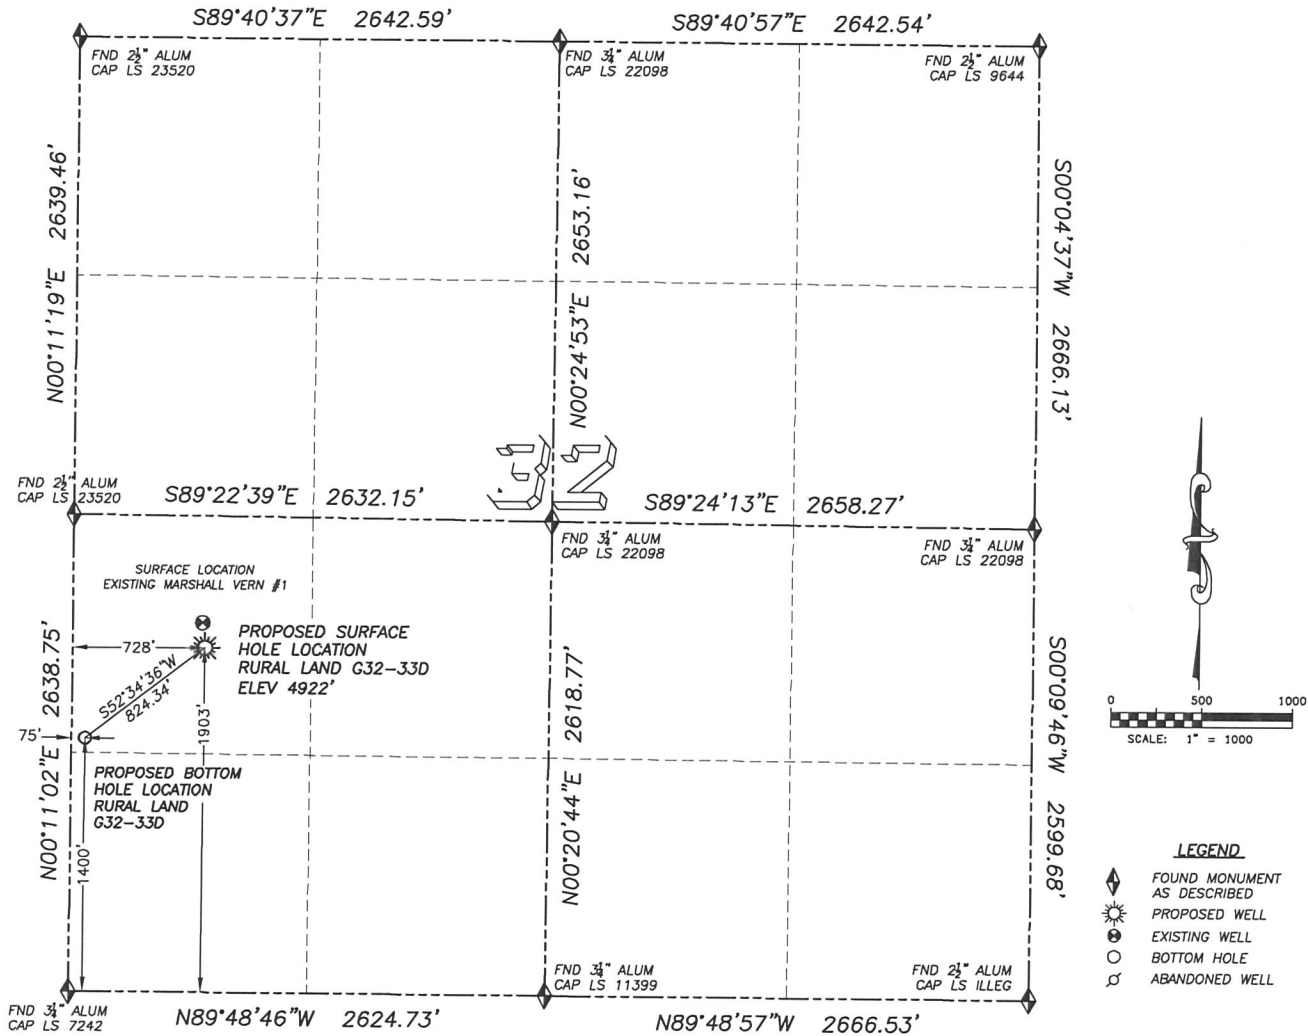 S89°40'37"E 2642.59'
S89°40'57"E 2642.54'
FND 2½" ALUM
CAP LS 23520
FND 3¼" ALUM
CAP LS 22098
FND 2½" ALUM
CAP LS 9644
N00°11'19"E 2639.46'
N00°24'53"E 2653.16'
S00°04'37"W 2666.13'
32
FND 2½" ALUM
CAP LS 23520
S89°22'39"E 2632.15'
S89°24'13"E 2658.27'
FND 3¼" ALUM
CAP LS 22098
FND 3¼" ALUM
CAP LS 22098
SURFACE LOCATION
EXISTING MARSHALL VERN #1
728'
PROPOSED SURFACE
HOLE LOCATION
RURAL LAND G32-33D
ELEV 4922'
S52°34'36"W
824.34'
1903'
75'
PROPOSED BOTTOM
HOLE LOCATION
RURAL LAND
G32-33D
1400'
N00°11'02"E 2638.75'
N00°20'44"E 2618.77'
S00°09'46"W 2599.68'
0 500 1000
SCALE: 1" = 1000
LEGEND
FOUND MONUMENT
AS DESCRIBED
PROPOSED WELL
EXISTING WELL
BOTTOM HOLE
ABANDONED WELL
FND 3¼" ALUM
CAP LS 7242
N89°48'46"W 2624.73'
FND 3¼" ALUM
CAP LS 11399
N89°48'57"W 2666.53'
FND 2½" ALUM
CAP LS ILLEG